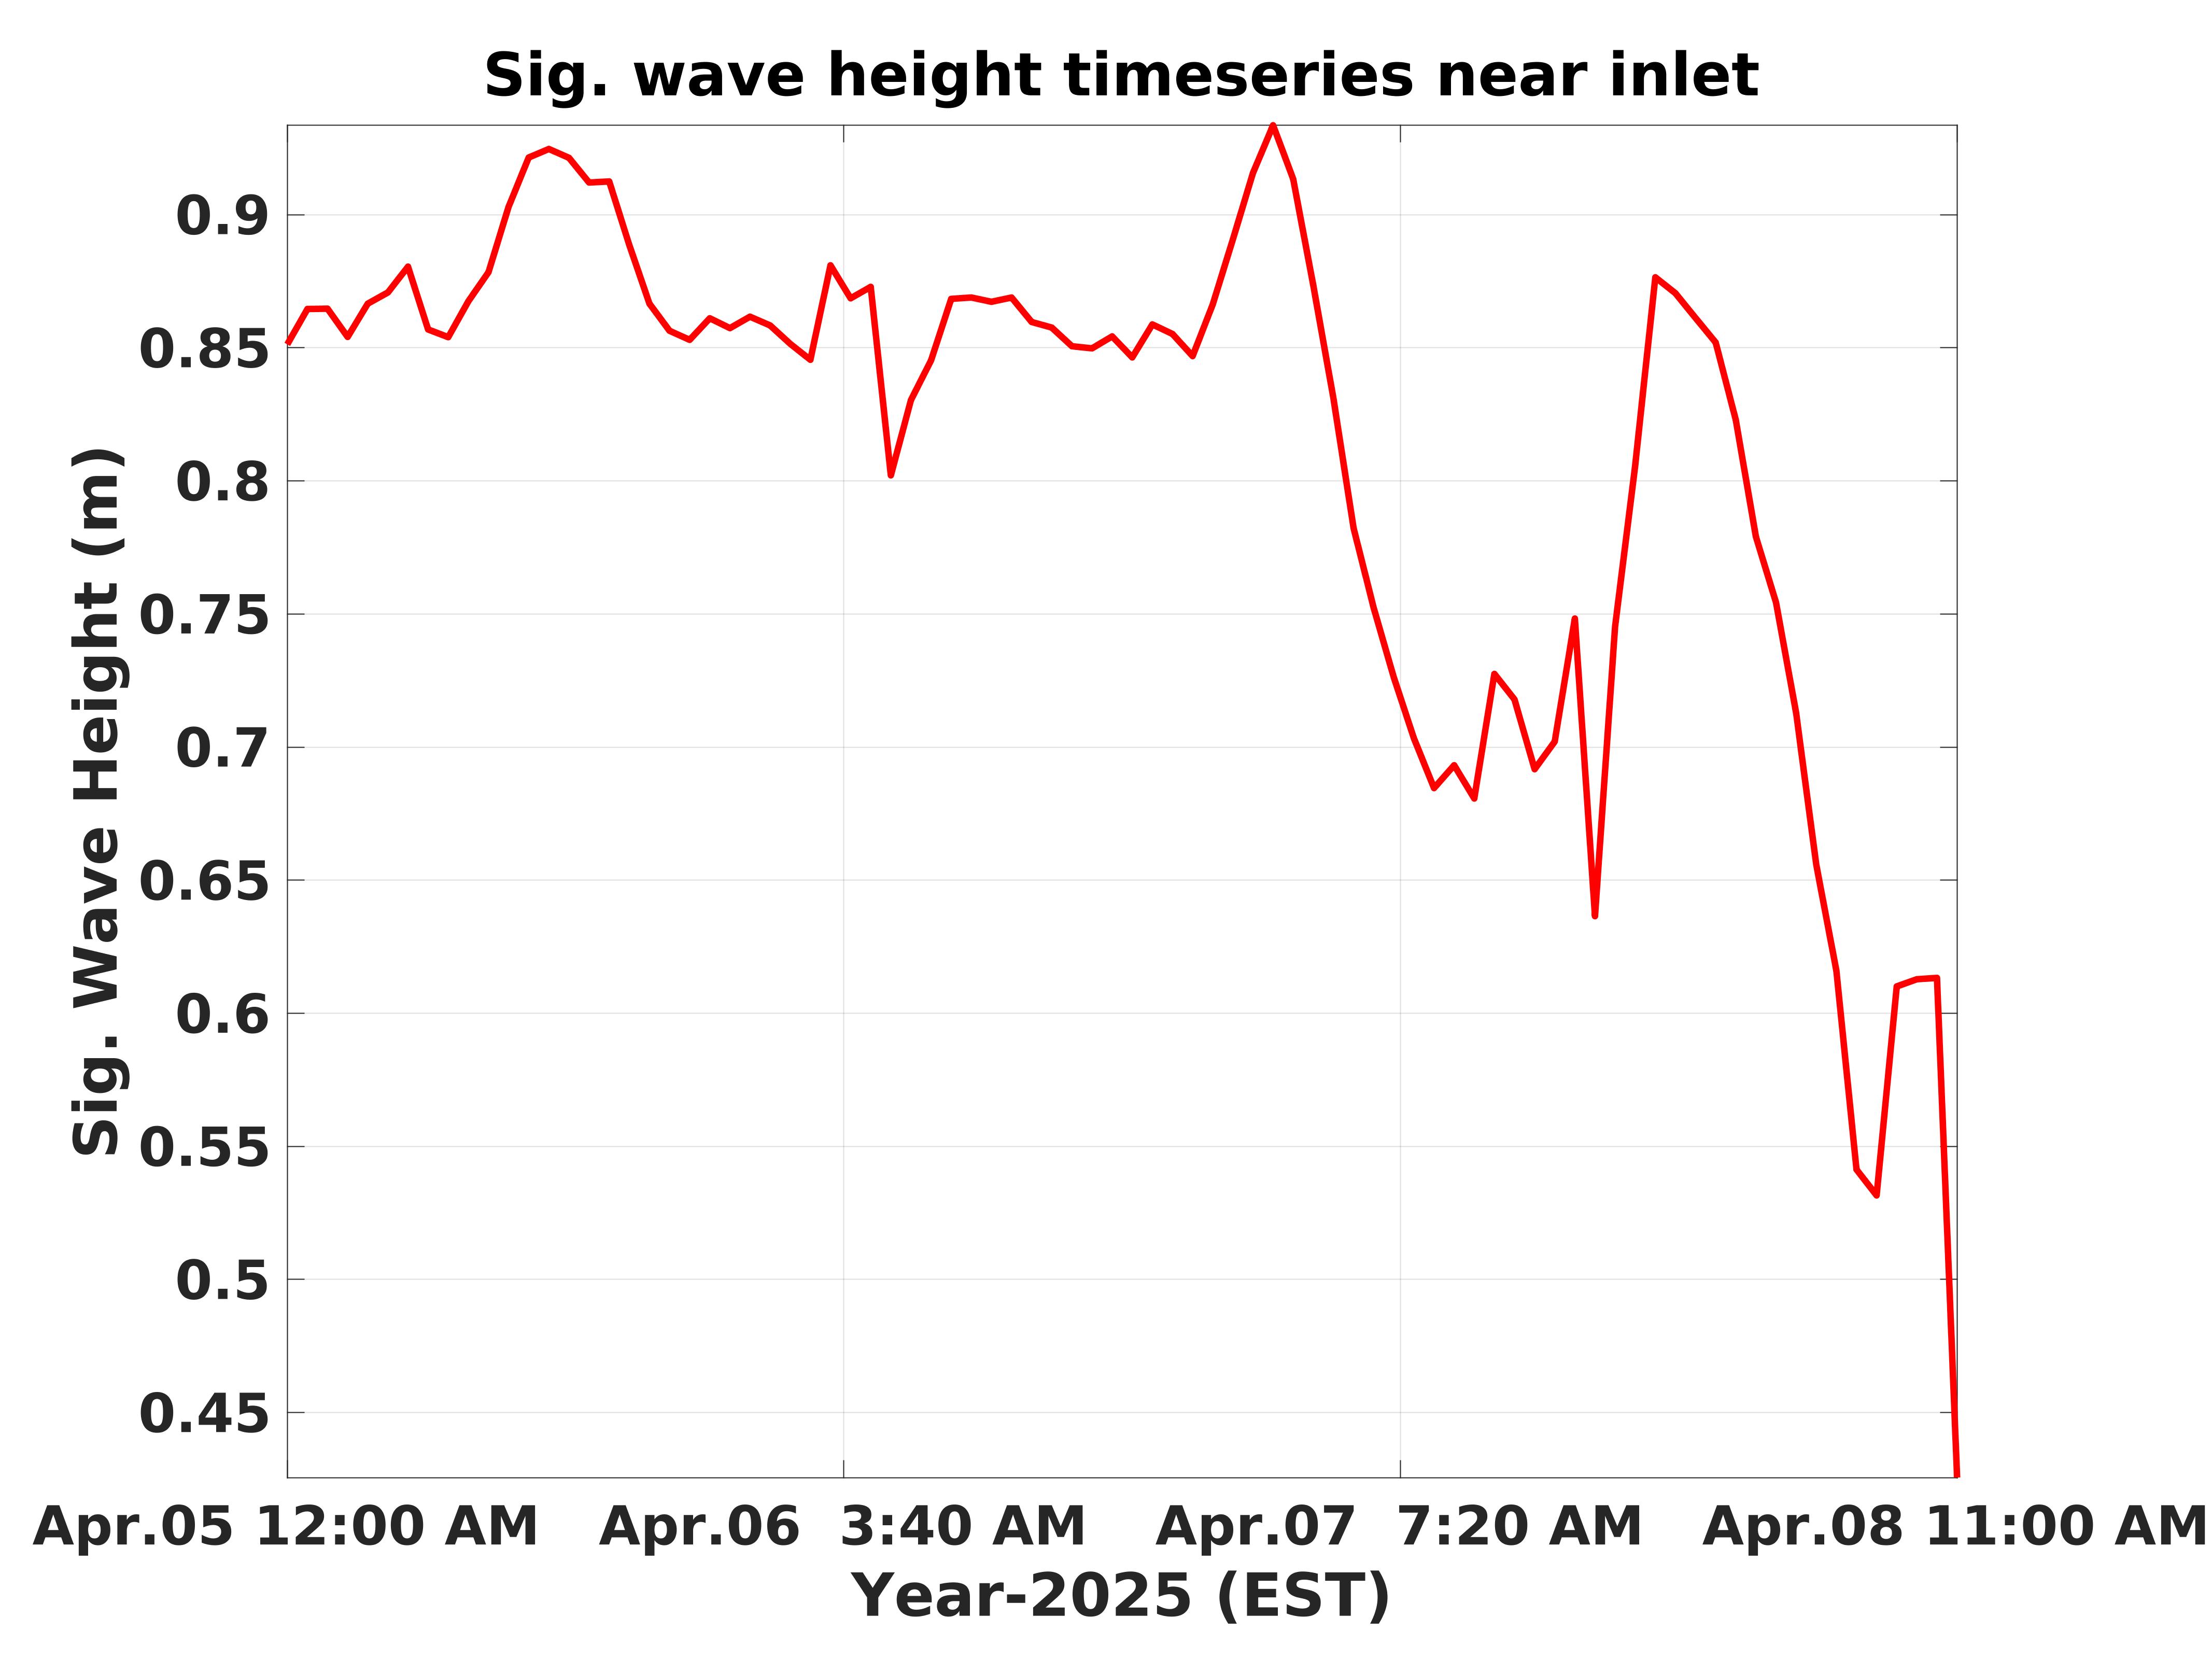 Sig. wave height timeseries near inlet
Sig. Wave Height (m)
0.9
0.85
0.8
0.75
0.7
0.65
0.6
0.55
0.5
0.45
Apr.05 12:00 AM Apr.06 3:40 AM Apr.07 7:20 AM Apr.08 11:00 AM
Year-2025 (EST)